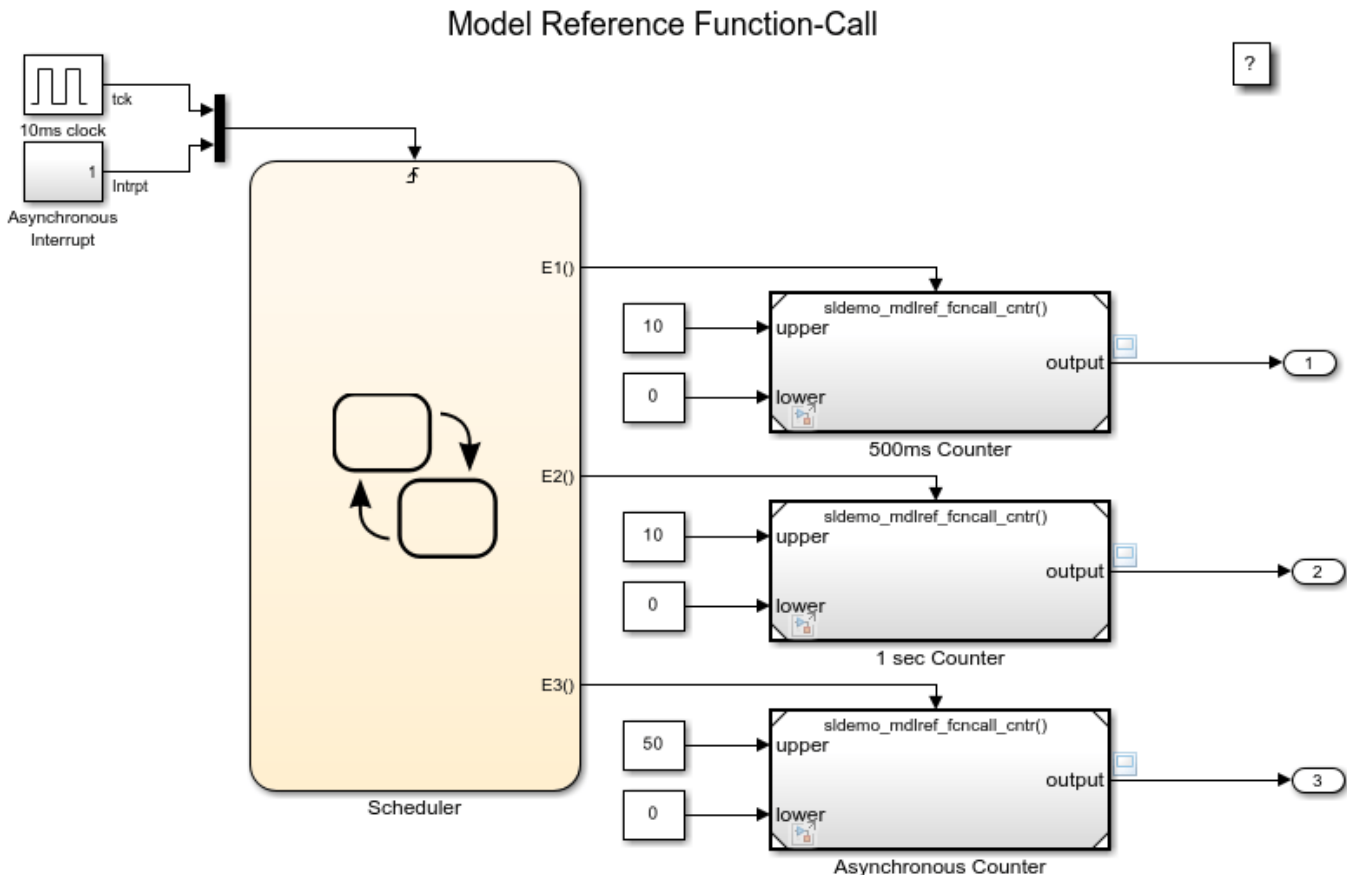 Model Reference Function-Call
?
tck
10ms clock
1
Intrpt
Asynchronous
Interrupt
E1()
sldemo_mdlref_fcncall_cntr()
10
upper
output
1
0
lower
500ms Counter
E2()
sldemo_mdlref_fcncall_cntr()
10
upper
output
2
0
lower
1 sec Counter
E3()
sldemo_mdlref_fcncall_cntr()
50
upper
output
3
0
lower
Scheduler
Asynchronous Counter